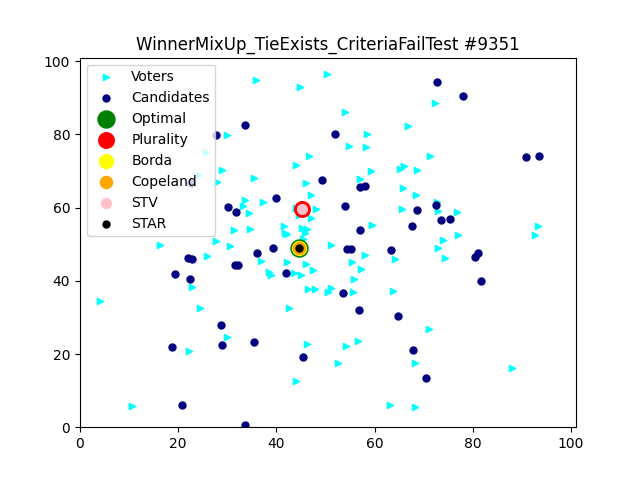 WinnerMixUp_TieExists_CriteriaFailTest #9351
100
80
60
40
20
0
Voters
Candidates
Optimal
Plurality
Borda
Copeland
STV
STAR
0 20 40 60 80 100